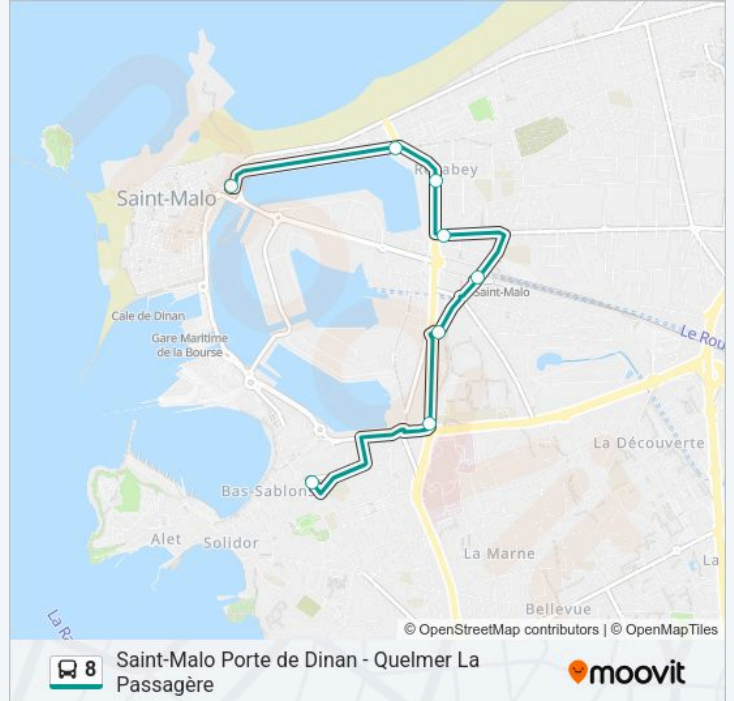 Rocabey
Saint-Malo
Saint-Malo
Cale de Dinan
Gare Maritime
de la Bourse
Le Rou
La Découverte
Bas Sablons
Alet
Solidor
La Marne
La
Bellevue
La Ra
© OpenStreetMap contributors | © OpenMapTiles
8
Saint-Malo Porte de Dinan - Quelmer La
Passagère
moovit